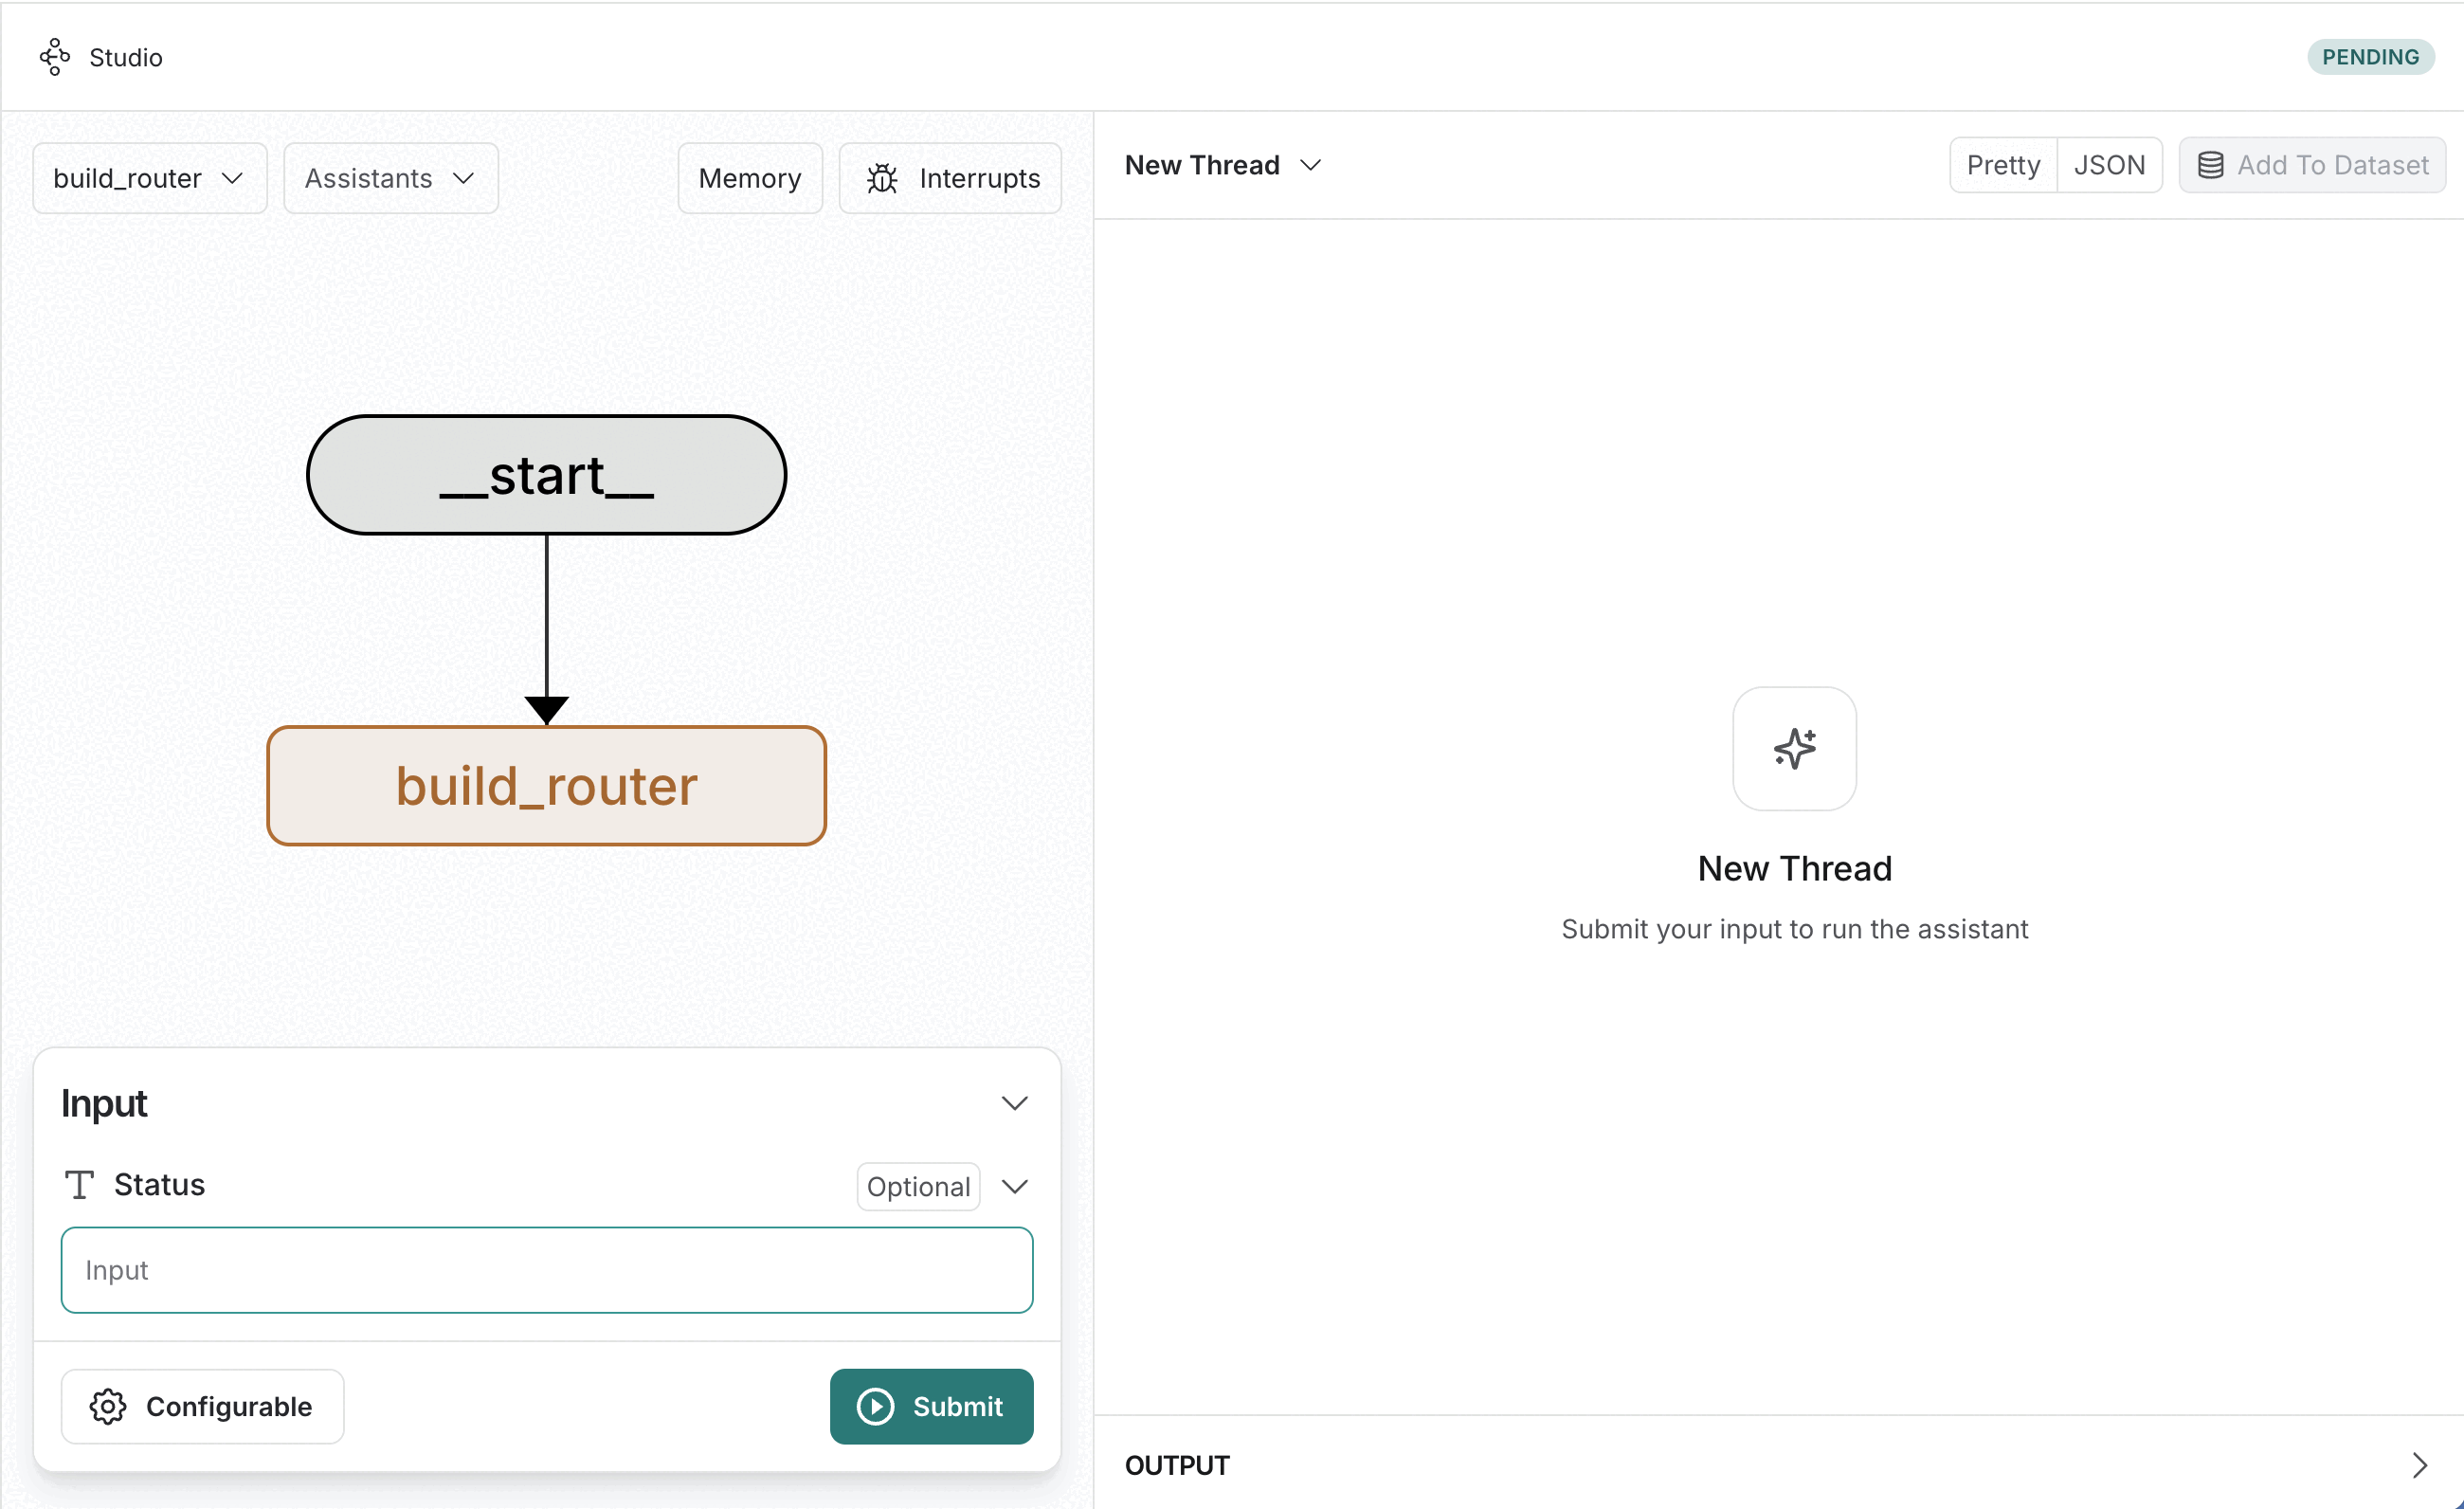 Studio
PENDING
build_router
Assistants
Memory
Interrupts
New Thread
Pretty
JSON
Add To Dataset
__start__
build_router
New Thread
Submit your input to run the assistant
Input
Status
Optional
Input
Configurable
Submit
OUTPUT